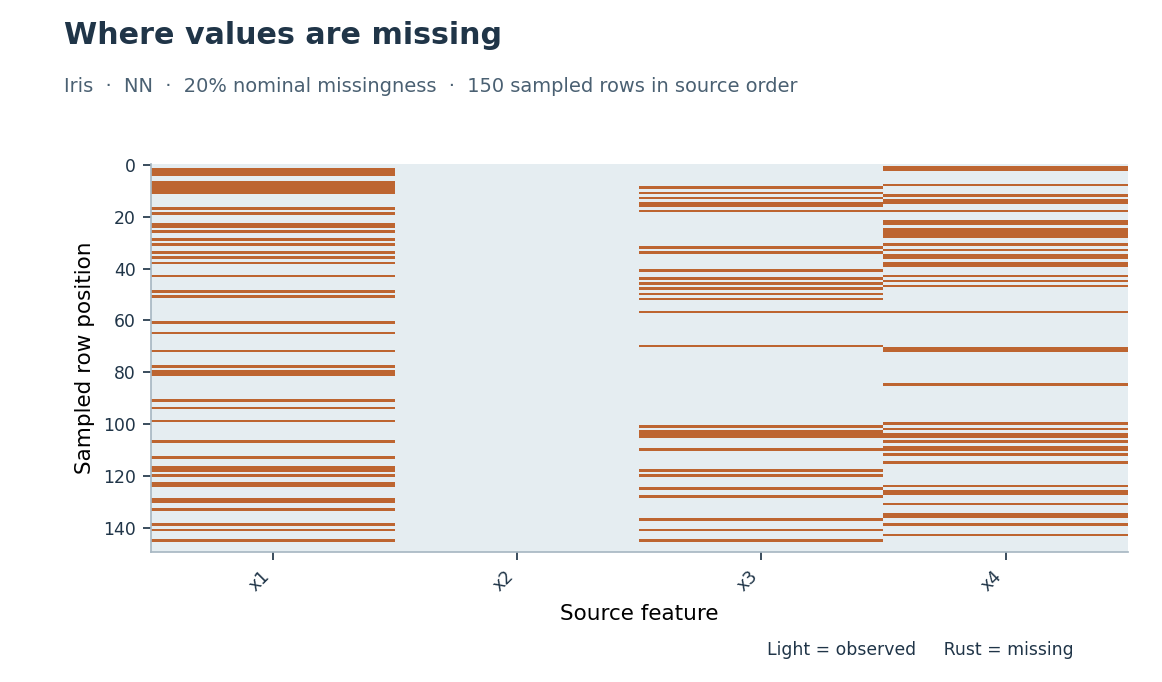 Where values are missing
Iris · NN · 20% nominal missingness · 150 sampled rows in source order
0
20
40
60
80
100
120
140
Sampled row position
x1
x2
x3
x4
Source feature
Light = observed Rust = missing